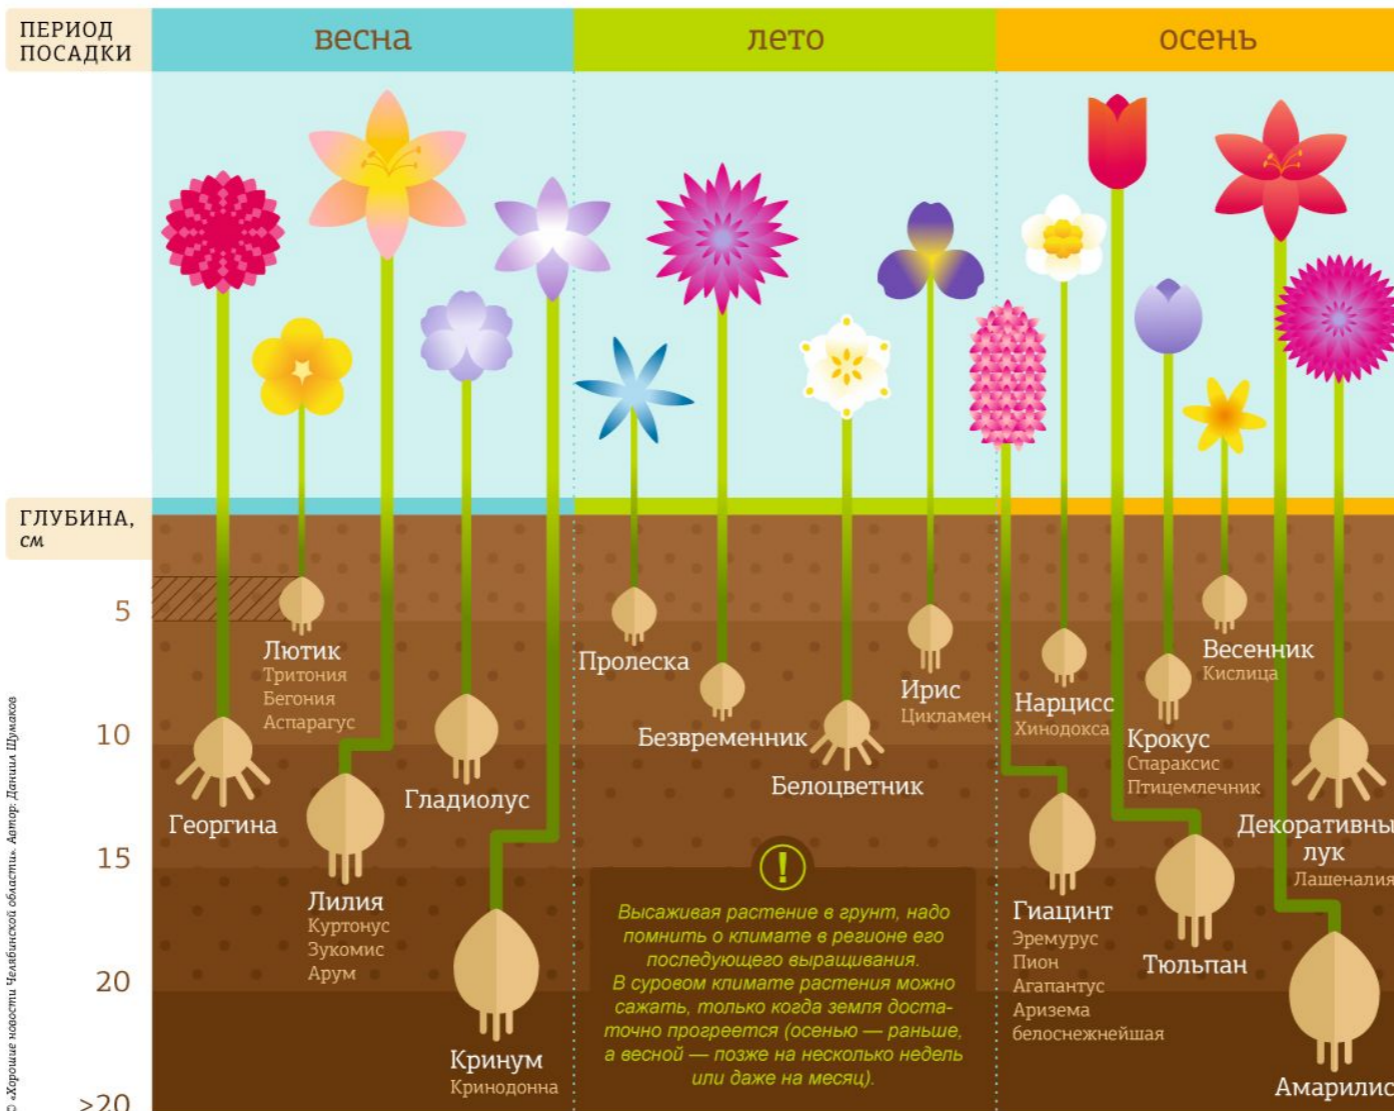 ПЕРИОД
ПОСАДКИ
весна
лето
осень
ГЛУБИНА,
см
5
10
15
20
>20
Лютик
Тритония
Бегония
Аспарагус
Георгина
Гладиолус
Лилия
Куртонус
Зукомис
Арум
Кринум
Кринодонна
Пролеска
Безвременник
Белоцветник
Ирис
Цикламен
!
Высаживая растение в грунт, надо
помнить о климате в регионе его
последующего выращивания.
В суровом климате растения можно
сажать, только когда земля доста-
точно прогреется (осенью — раньше,
а весной — позже на несколько недель
или даже на месяц).
Нарцисс
Хинодокса
Крокус
Спараксис
Птицемлечник
Весенник
Кислица
Декоративны
лук
Лашеналия
Гиацинт
Эремурус
Пион
Агапантус
Аризема
белоснежнейшая
Тюльпан
Амарилис
© «Хорошие новости Челябинской области». Автор: Даниил Шумаков